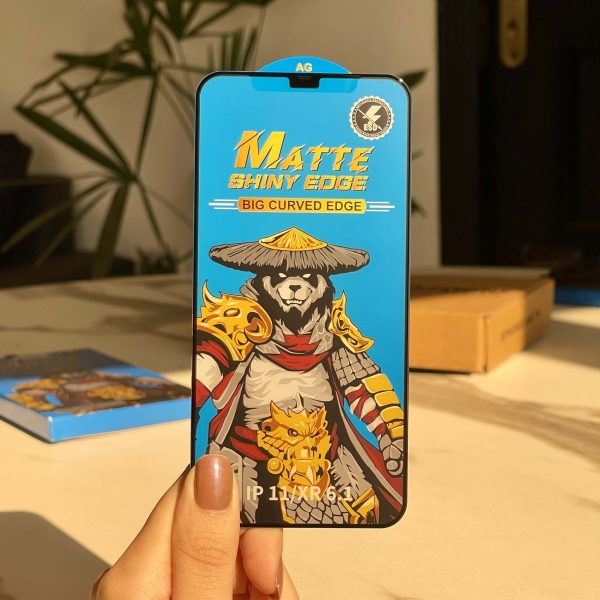 AG
ESD
MATTE
SHINY EDGE
BIG CURVED EDGE
IP 11/XR 6.1